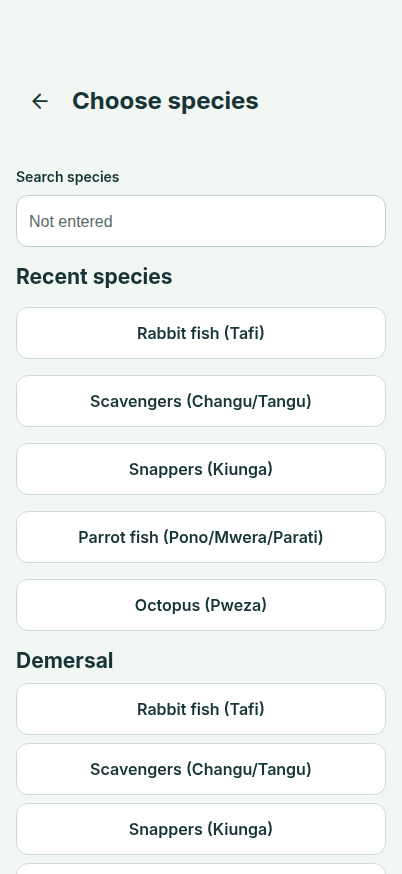 Choose species
Search species
Not entered
Recent species
Rabbit fish (Tafi)
Scavengers (Changu/Tangu)
Snappers (Kiunga)
Parrot fish (Pono/Mwera/Parati)
Octopus (Pweza)
Demersal
Rabbit fish (Tafi)
Scavengers (Changu/Tangu)
Snappers (Kiunga)